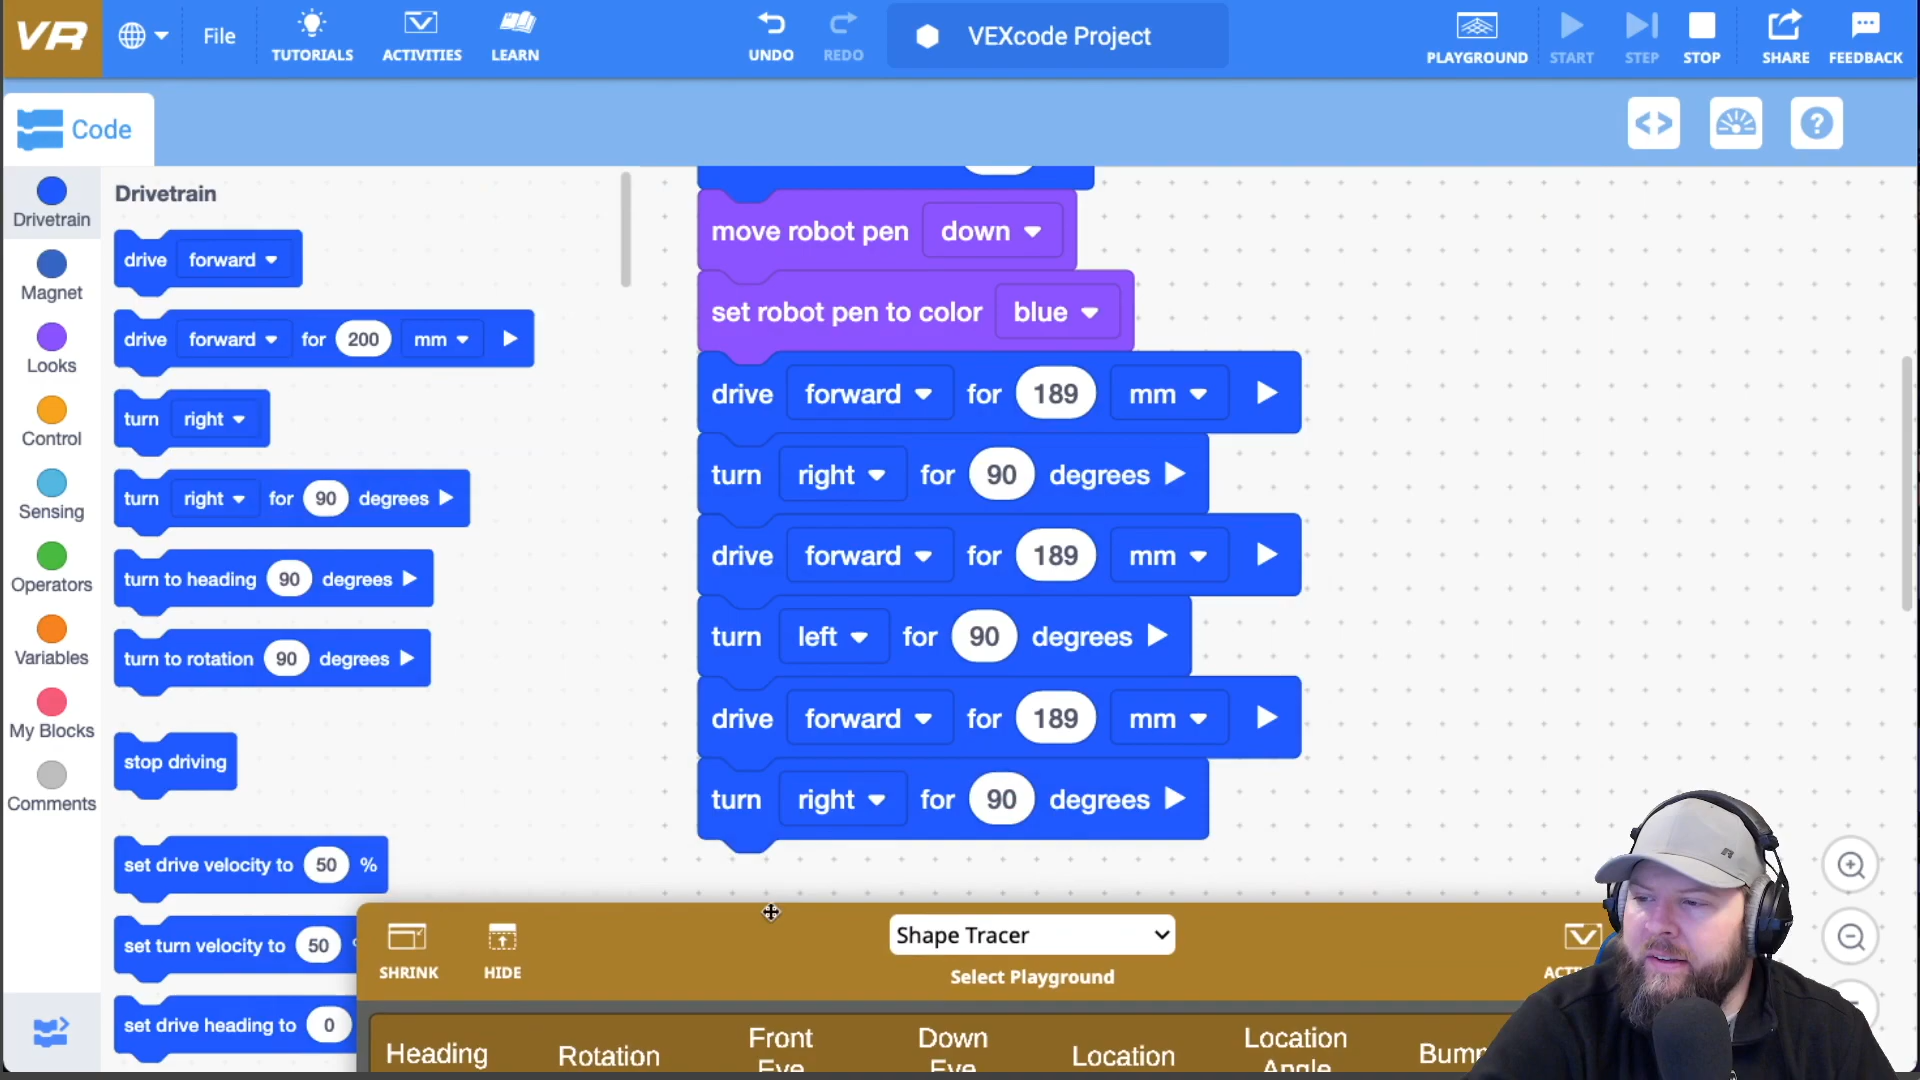 VR
File
TUTORIALS
ACTIVITIES
LEARN
UNDO
REDO
VEXcode Project
PLAYGROUND
START
STEP
STOP
SHARE
FEEDBACK
Code
Drivetrain
Magnet
Looks
Control
Sensing
Operators
Variables
My Blocks
Comments
Drivetrain
drive forward
drive forward for 200 mm
turn right
turn right for 90 degrees
turn to heading 90 degrees
turn to rotation 90 degrees
stop driving
set drive velocity to 50 %
set turn velocity to 50
set drive heading to 0
move robot pen down
set robot pen to color blue
drive forward for 189 mm
turn right for 90 degrees
drive forward for 189 mm
turn left for 90 degrees
drive forward for 189 mm
turn right for 90 degrees
SHRINK
HIDE
Shape Tracer
Select Playground
Heading
Rotation
Front
Eye
Down
Eye
Location
Location
Angle